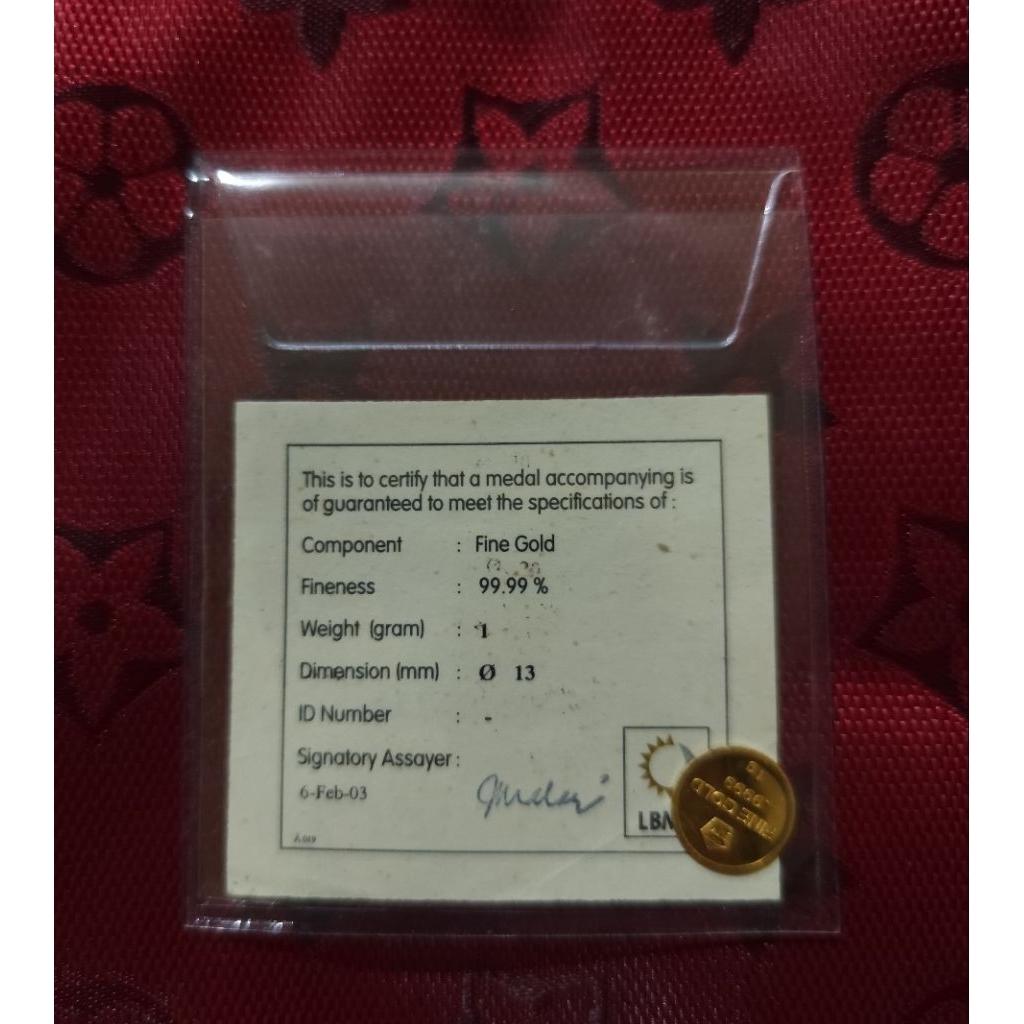 This is to certify that a medal accompanying is
of guaranteed to meet the specifications of :
Component : Fine Gold
Fineness : 99.99 %
Weight (gram) : 1
Dimension (mm) : Ø 13
ID Number : -
Signatory Assayer :
6-Feb-03
FINE GOLD